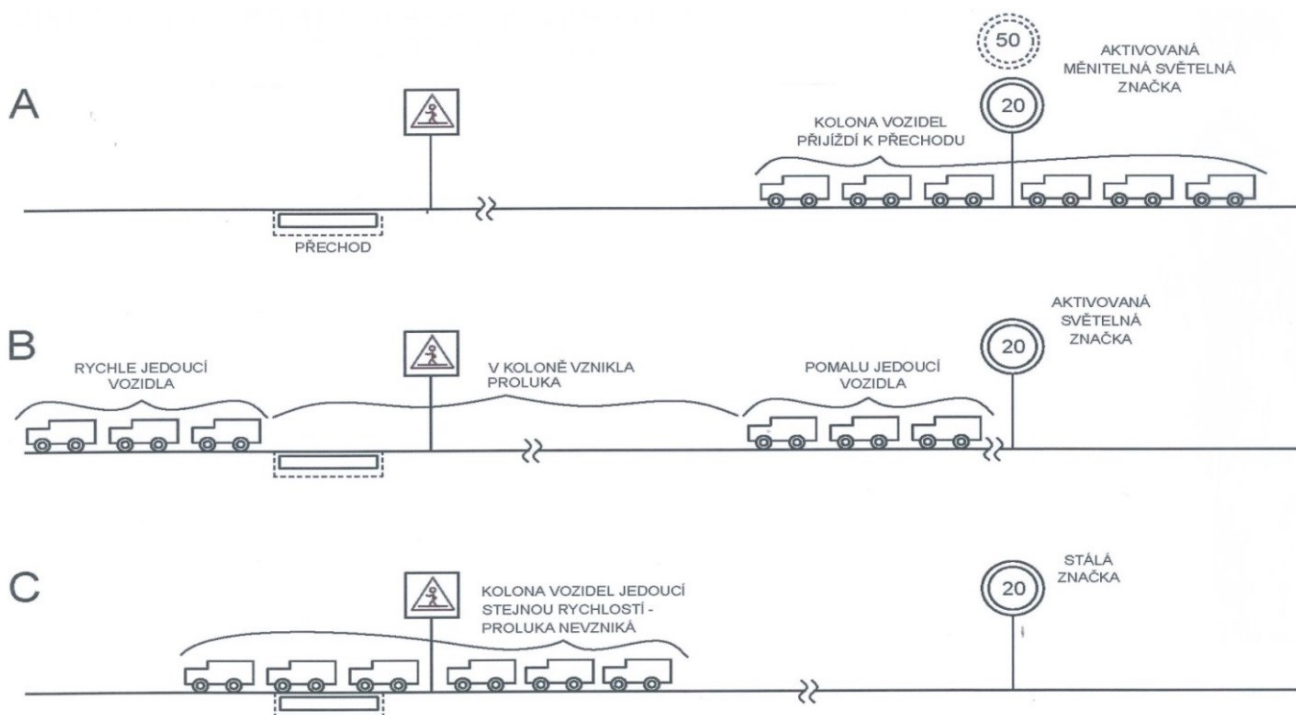 50
AKTIVOVANÁ
MĚNITELNÁ SVĚTELNÁ
ZNAČKA
A
20
KOLONA VOZIDEL
PŘIJÍŽDÍ K PŘECHODU
PŘECHOD
AKTIVOVANÁ
SVĚTELNÁ
ZNAČKA
B
20
RYCHLE JEDOUCÍ
VOZIDLA
V KOLONĚ VZNIKLA
PROLUKA
POMALU JEDOUCÍ
VOZIDLA
STÁLÁ
ZNAČKA
C
20
KOLONA VOZIDEL JEDOUCÍ
STEJNOU RYCHLOSTÍ -
PROLUKA NEVZNIKÁ